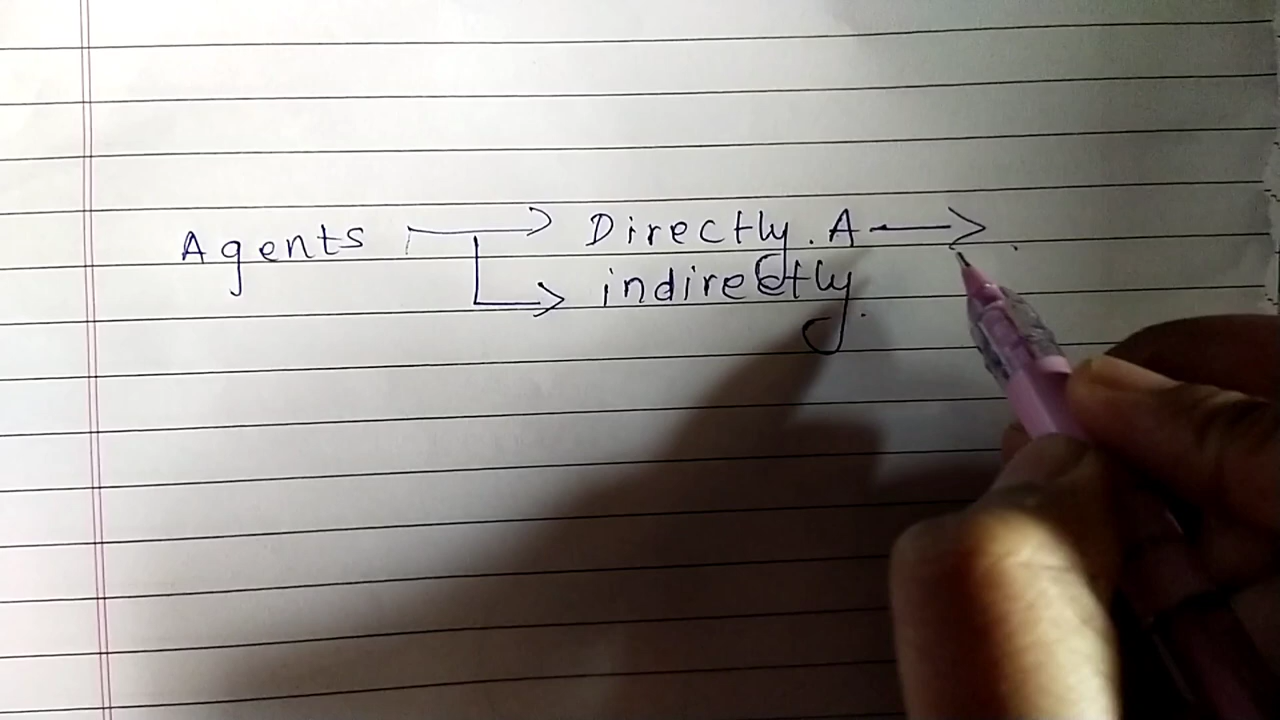 Agents → Directly. A →
indirectly.